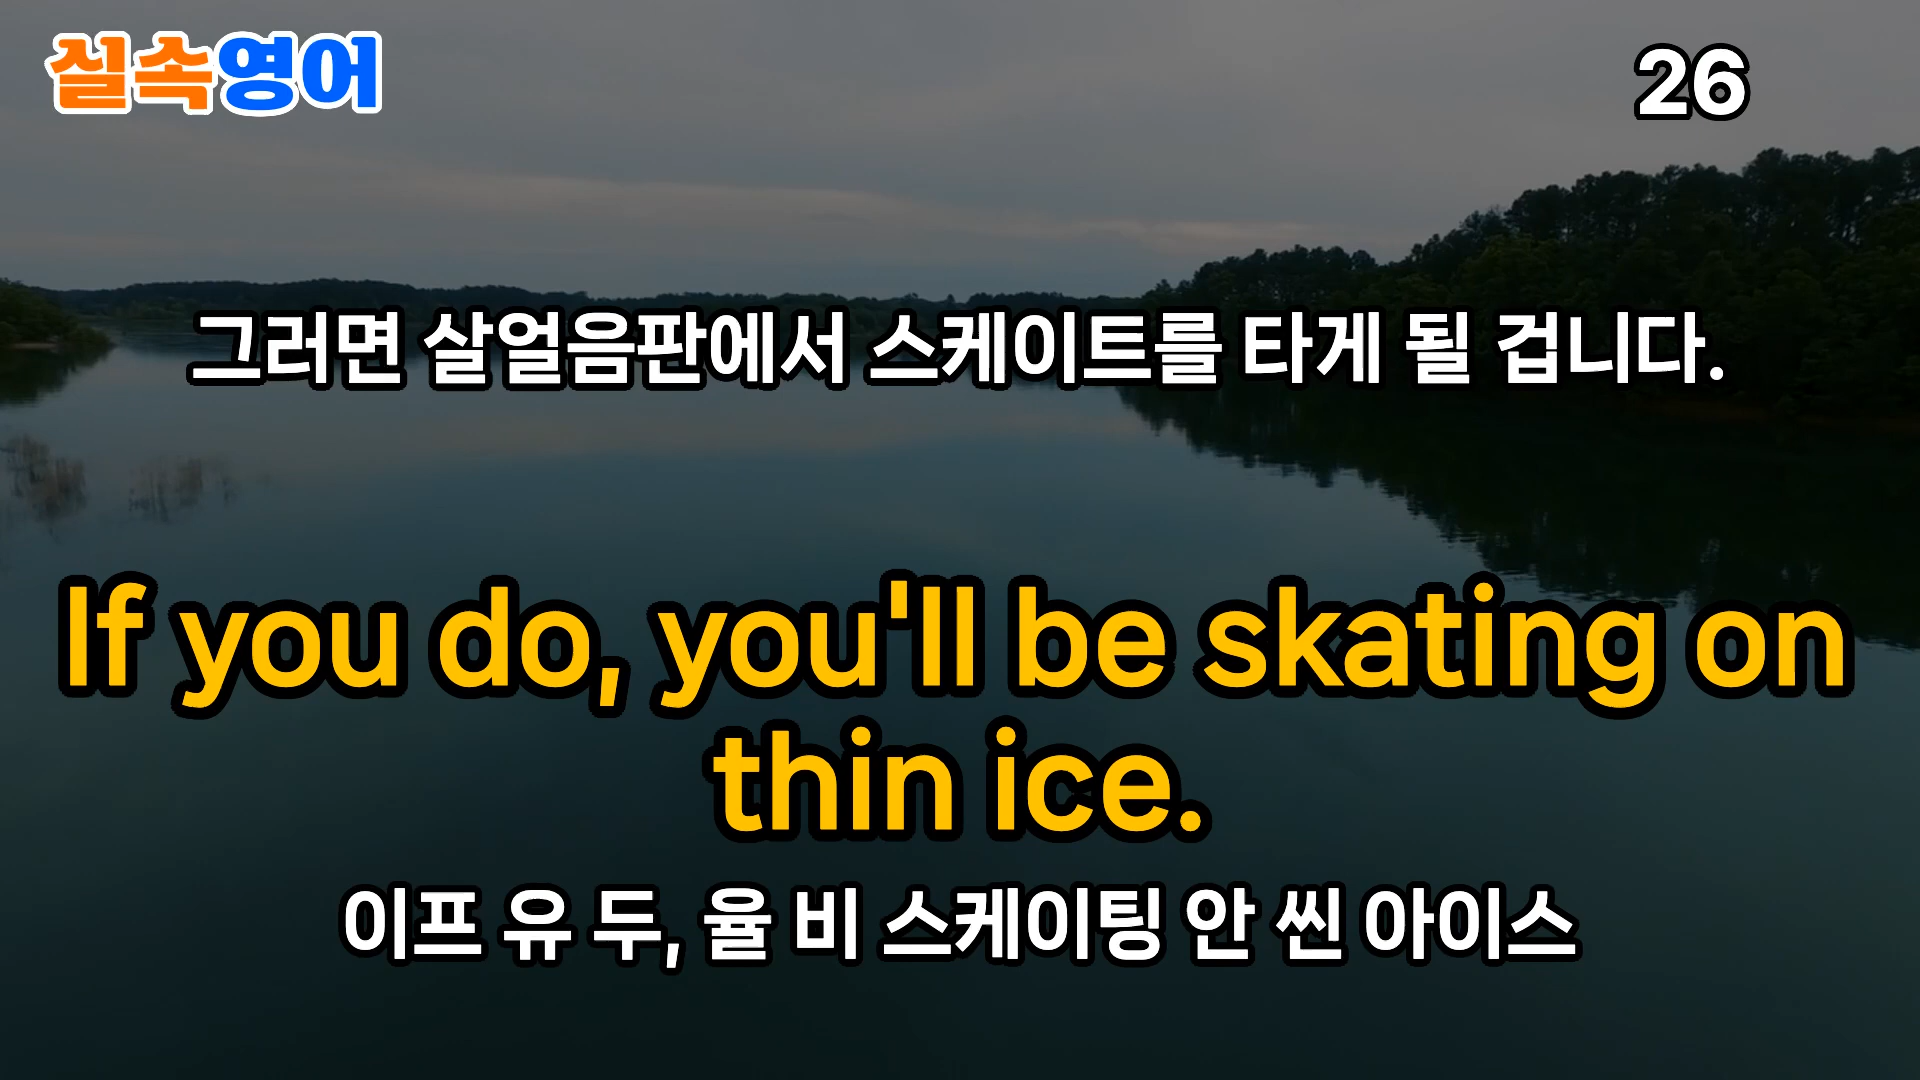 실속영어
26
그러면 살얼음판에서 스케이트를 타게 될 겁니다.
If you do, you'll be skating on
thin ice.
이프 유 두, 율 비 스케이팅 안 씬 아이스